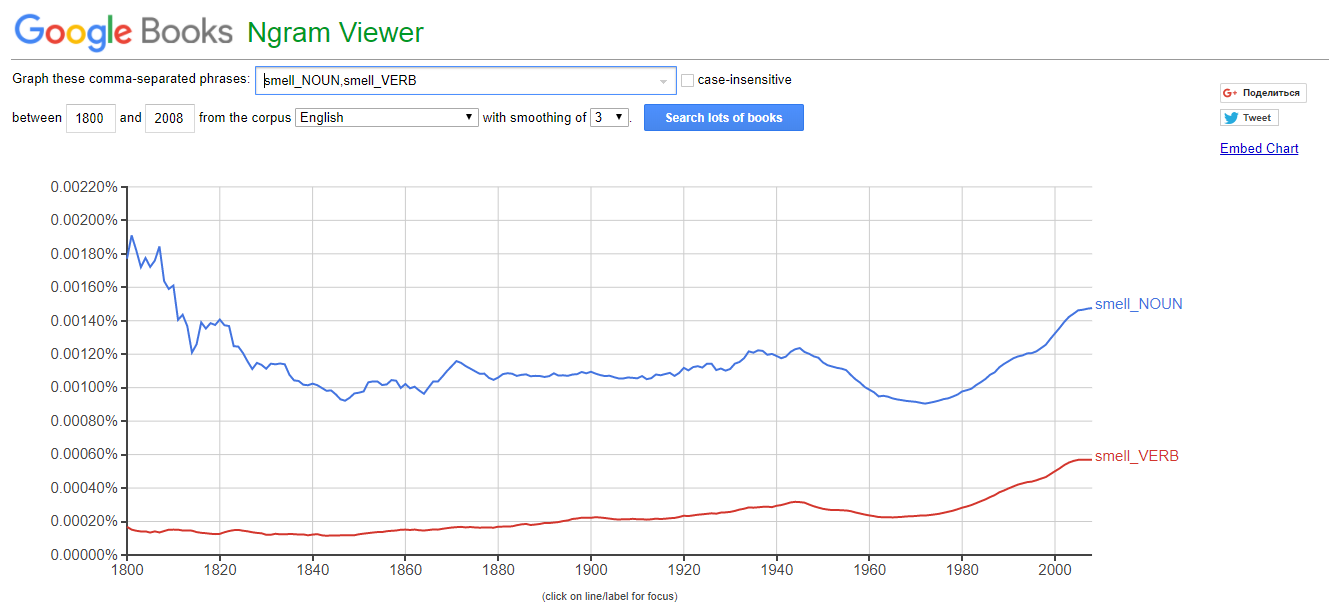 Google Books Ngram Viewer
Graph these comma-separated phrases: smell_NOUN,smell_VERB case-insensitive
between 1800 and 2008 from the corpus English with smoothing of 3 . Search lots of books
G+ Поделиться
Tweet
Embed Chart
0.00220%
0.00200%
0.00180%
0.00160%
0.00140%
0.00120%
0.00100%
0.00080%
0.00060%
0.00040%
0.00020%
0.00000%
smell_NOUN
smell_VERB
1800 1820 1840 1860 1880 1900 1920 1940 1960 1980 2000
(click on line/label for focus)